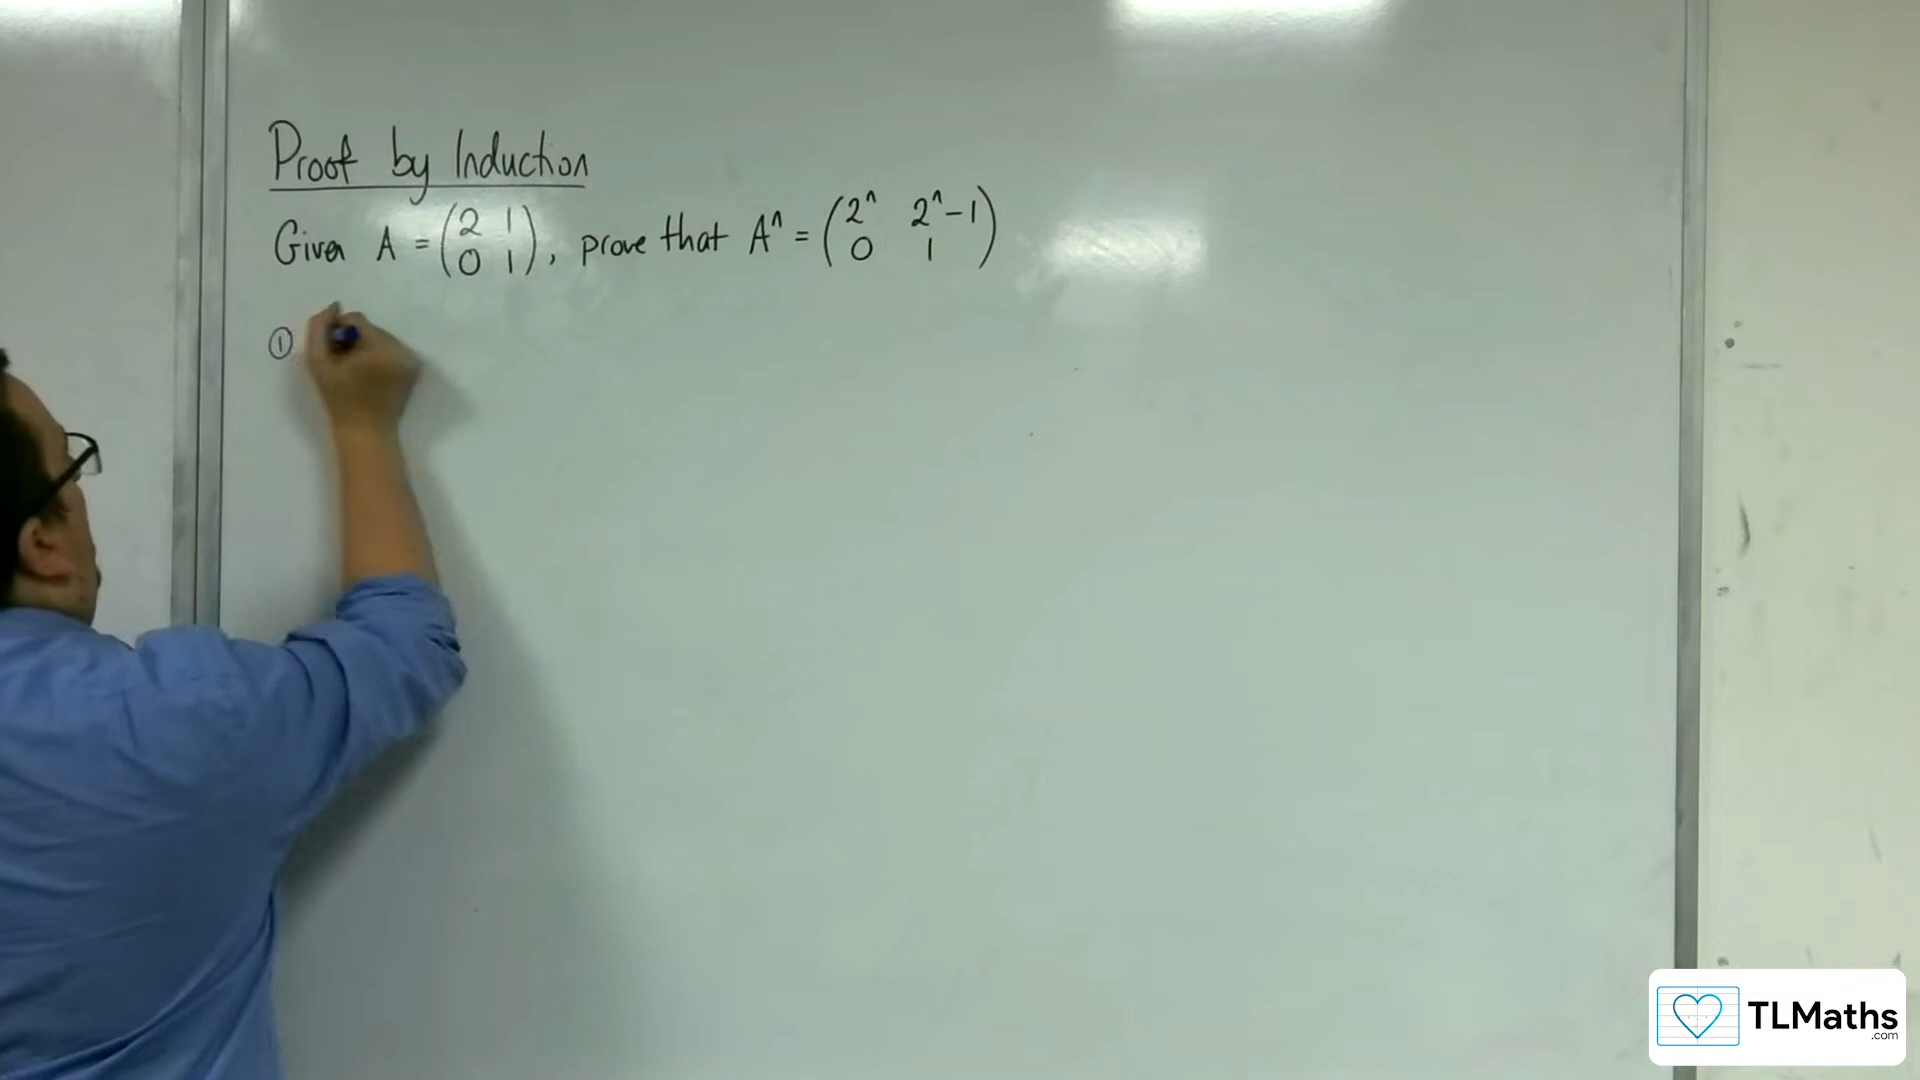 Proof by Induction
Given A = (2 1
0 1), prove that Aⁿ = (2ⁿ 2ⁿ-1
0 1)
①
TLMaths
.com